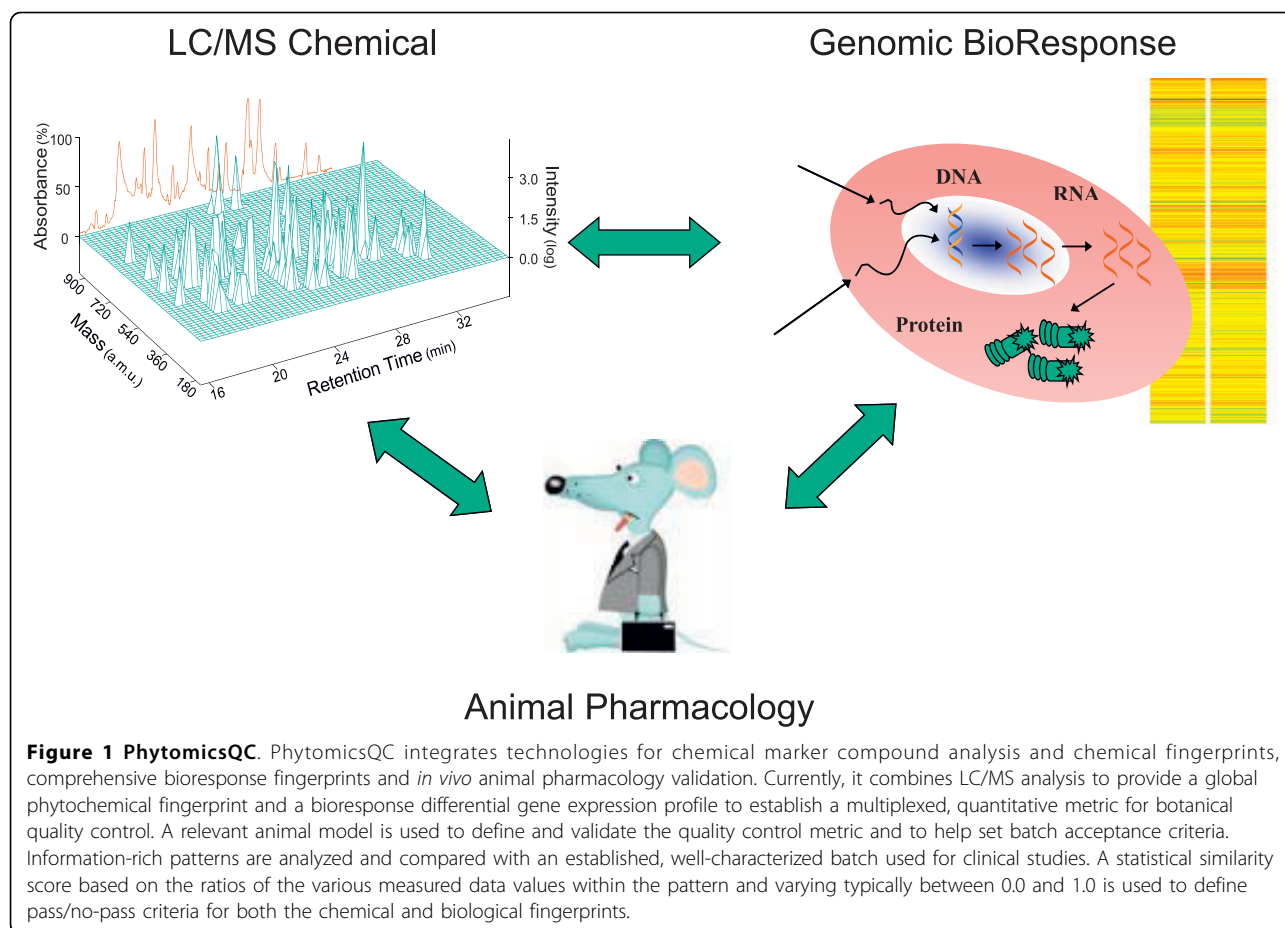 LC/MS Chemical
Genomic BioResponse
Absorbance (%)
100
50
0
Intensity (log)
3.0
1.5
0.0
Mass (a.m.u.)
900
720
540
360
180
Retention Time (min)
16
20
24
28
32
DNA
RNA
Protein
Animal Pharmacology
Figure 1 PhytomicsQC. PhytomicsQC integrates technologies for chemical marker compound analysis and chemical fingerprints,
comprehensive bioresponse fingerprints and in vivo animal pharmacology validation. Currently, it combines LC/MS analysis to provide a global
phytochemical fingerprint and a bioresponse differential gene expression profile to establish a multiplexed, quantitative metric for botanical
quality control. A relevant animal model is used to define and validate the quality control metric and to help set batch acceptance criteria.
Information-rich patterns are analyzed and compared with an established, well-characterized batch used for clinical studies. A statistical similarity
score based on the ratios of the various measured data values within the pattern and varying typically between 0.0 and 1.0 is used to define
pass/no-pass criteria for both the chemical and biological fingerprints.